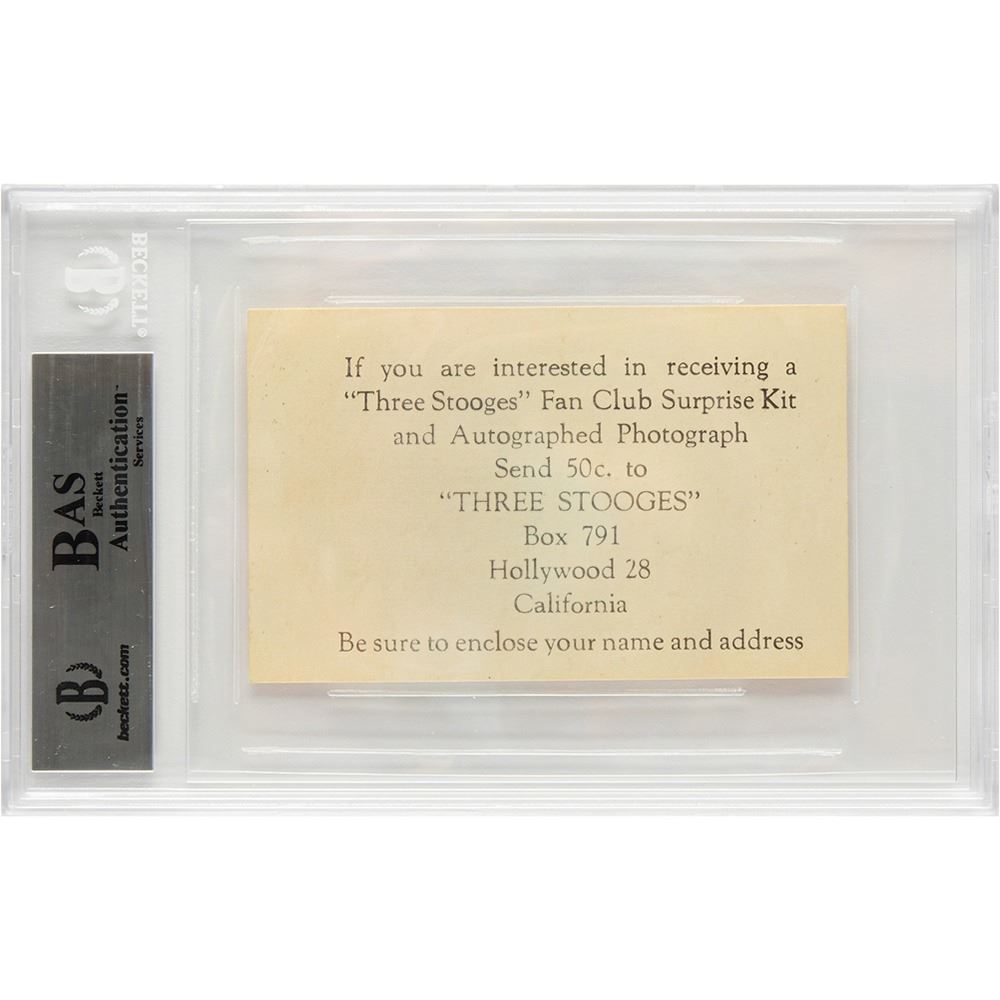 BECKETT®
B
BAS
Beckett
Authentication™
Services
B
beckett.com
If you are interested in receiving a
“Three Stooges” Fan Club Surprise Kit
and Autographed Photograph
Send 50c. to
“THREE STOOGES”
Box 791
Hollywood 28
California
Be sure to enclose your name and address